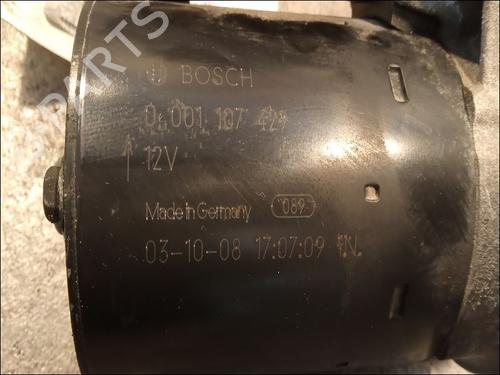 PARTS
BOSCH
0 001 107 429
12V
Made in Germany 089
03-10-08 17:07:09